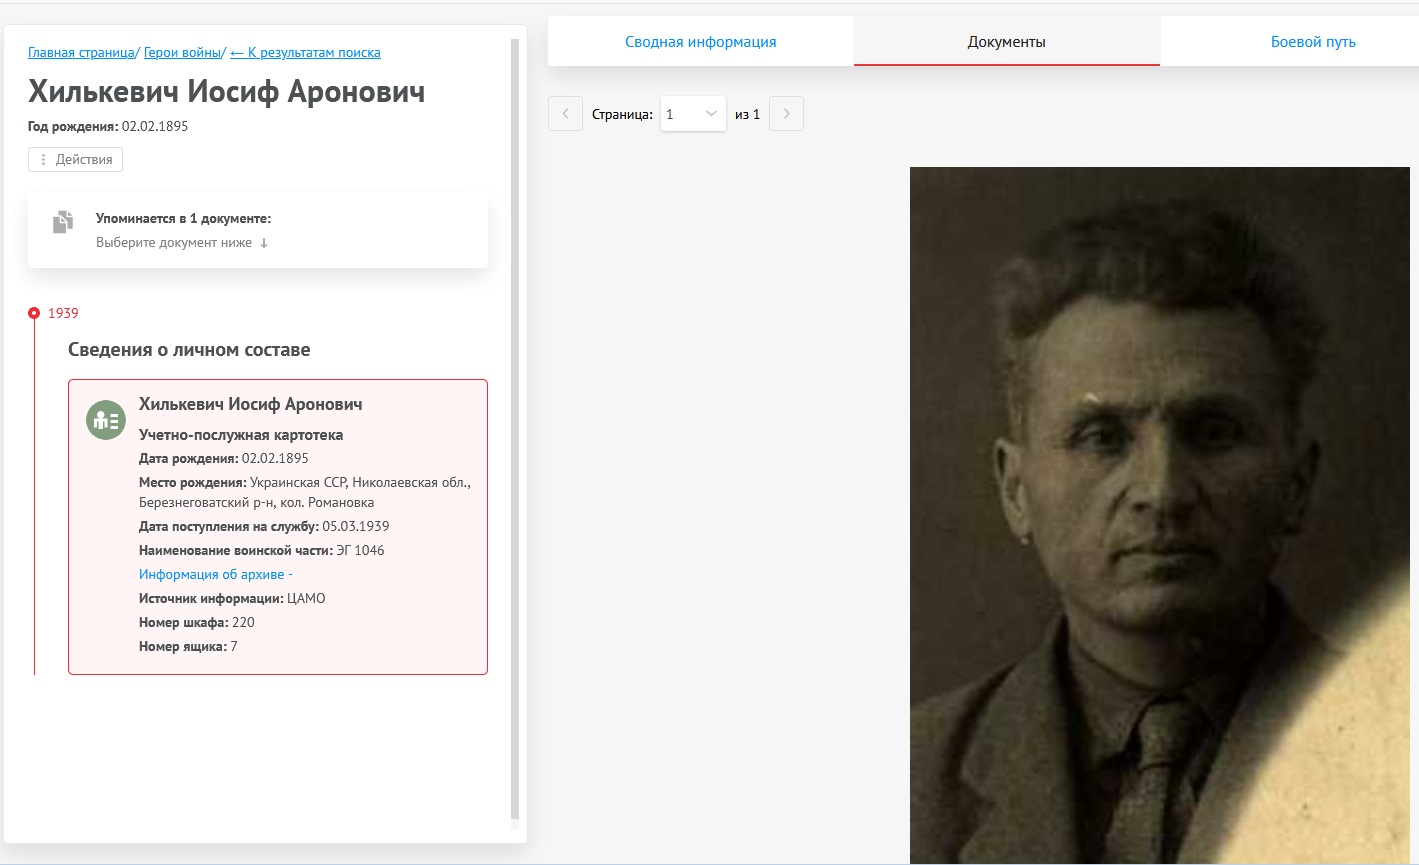 Главная страница/ Герои войны/ ← К результатам поиска
Хилькевич Иосиф Аронович
Год рождения: 02.02.1895
Действия
Упоминается в 1 документе:
Выберите документ ниже ↓
1939
Сведения о личном составе
Хилькевич Иосиф Аронович
Учетно-послужная картотека
Дата рождения: 02.02.1895
Место рождения: Украинская ССР, Николаевская обл.,
Березнеговатский р-н, кол. Романовка
Дата поступления на службу: 05.03.1939
Наименование воинской части: ЭГ 1046
Информация об архиве -
Источник информации: ЦАМО
Номер шкафа: 220
Номер ящика: 7
Сводная информация
Документы
Боевой путь
Страница: 1 из 1